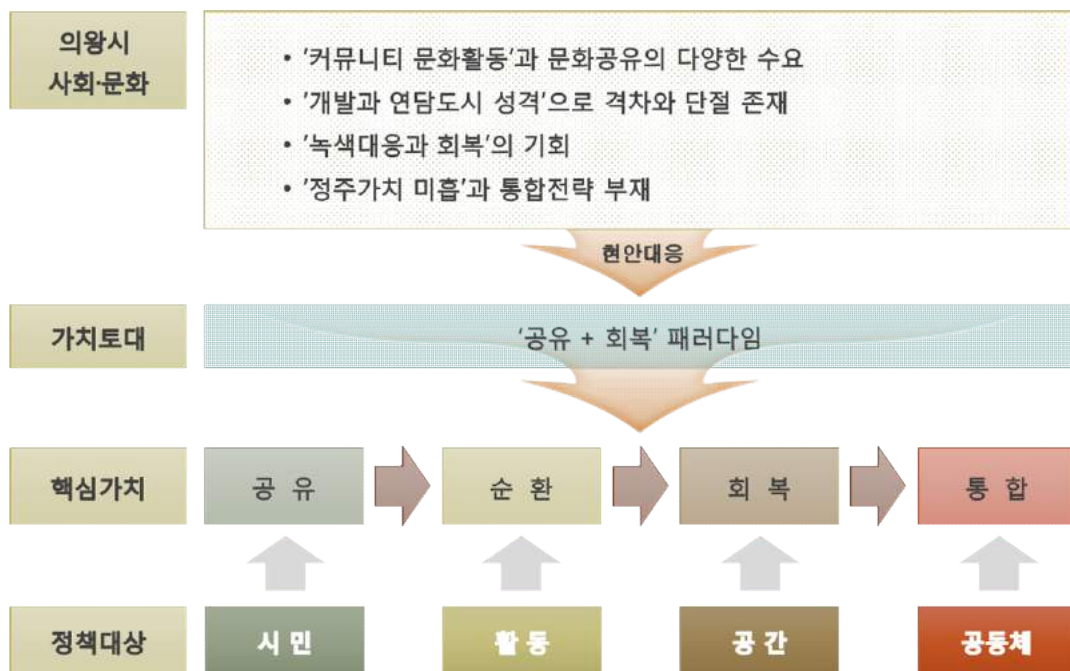 의왕시
사회·문화
• '커뮤니티 문화활동'과 문화공유의 다양한 수요
• '개발과 연담도시 성격'으로 격차와 단절 존재
• '녹색대응과 회복'의 기회
• '정주가치 미흡'과 통합전략 부재
현안대응
가치토대
'공유 + 회복' 패러다임
핵심가치
공 유
순 환
회 복
통 합
정책대상
시 민
활 동
공 간
공동체